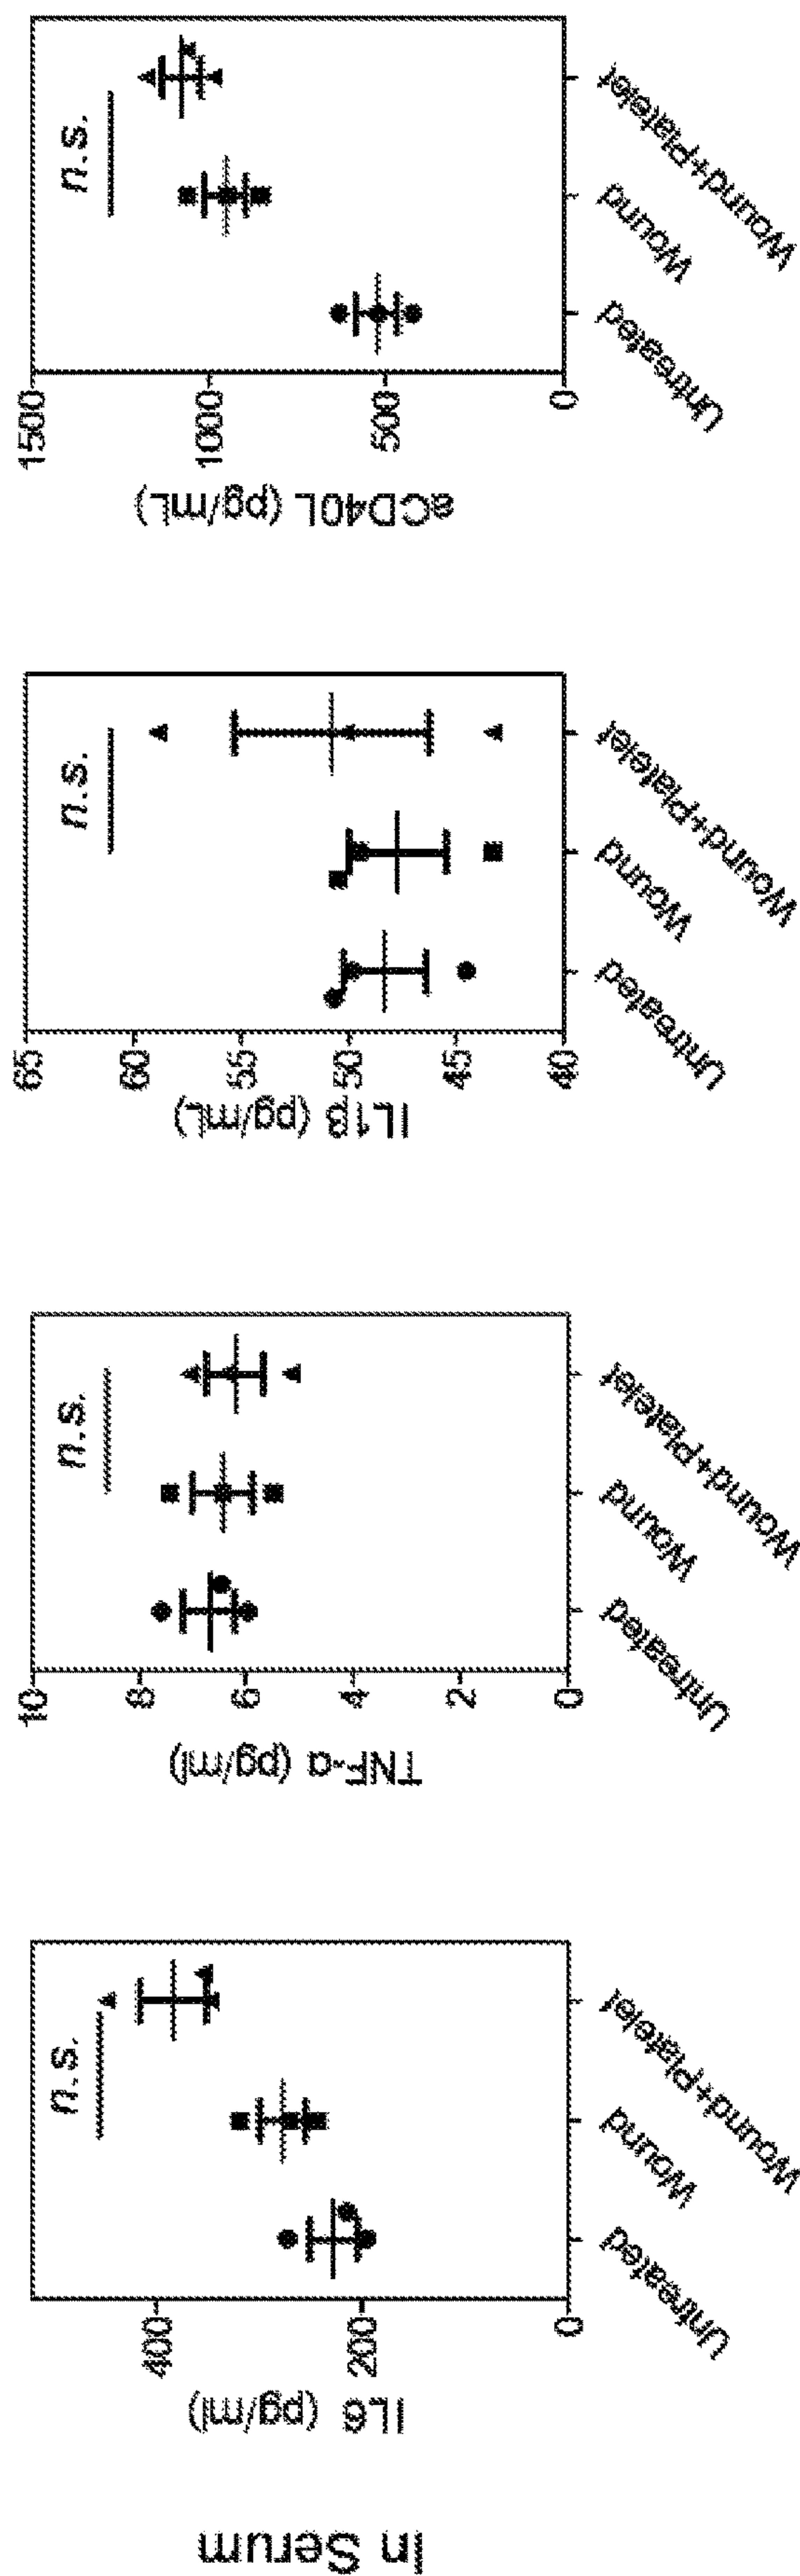 In Serum
IL6 (pg/ml)
400
200
0
n.s.
Untreated
Wound
Wound+Platelet
TNF-α (pg/ml)
10
8
6
4
2
0
n.s.
Untreated
Wound
Wound+Platelet
IL1β (pg/mL)
65
60
55
50
45
40
n.s.
Untreated
Wound
Wound+Platelet
aCD40L (pg/mL)
1500
1000
500
0
n.s.
Untreated
Wound
Wound+Platelet